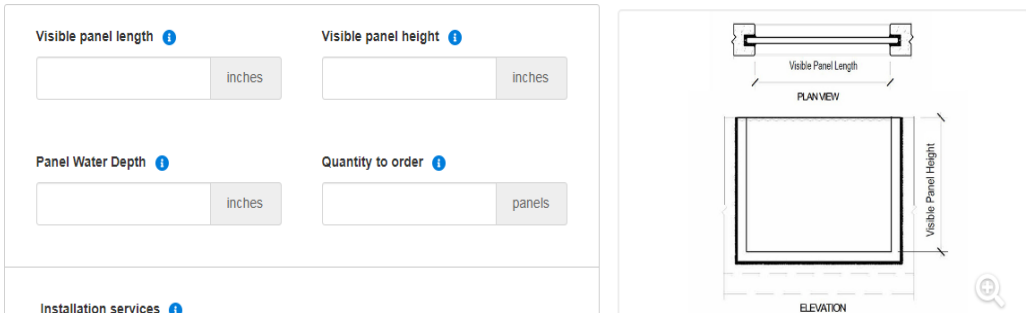 Visible panel length
Visible panel height
inches
inches
Panel Water Depth
Quantity to order
inches
panels
Installation services
Visible Panel Length
PLAN VIEW
Visible Panel Height
ELEVATION